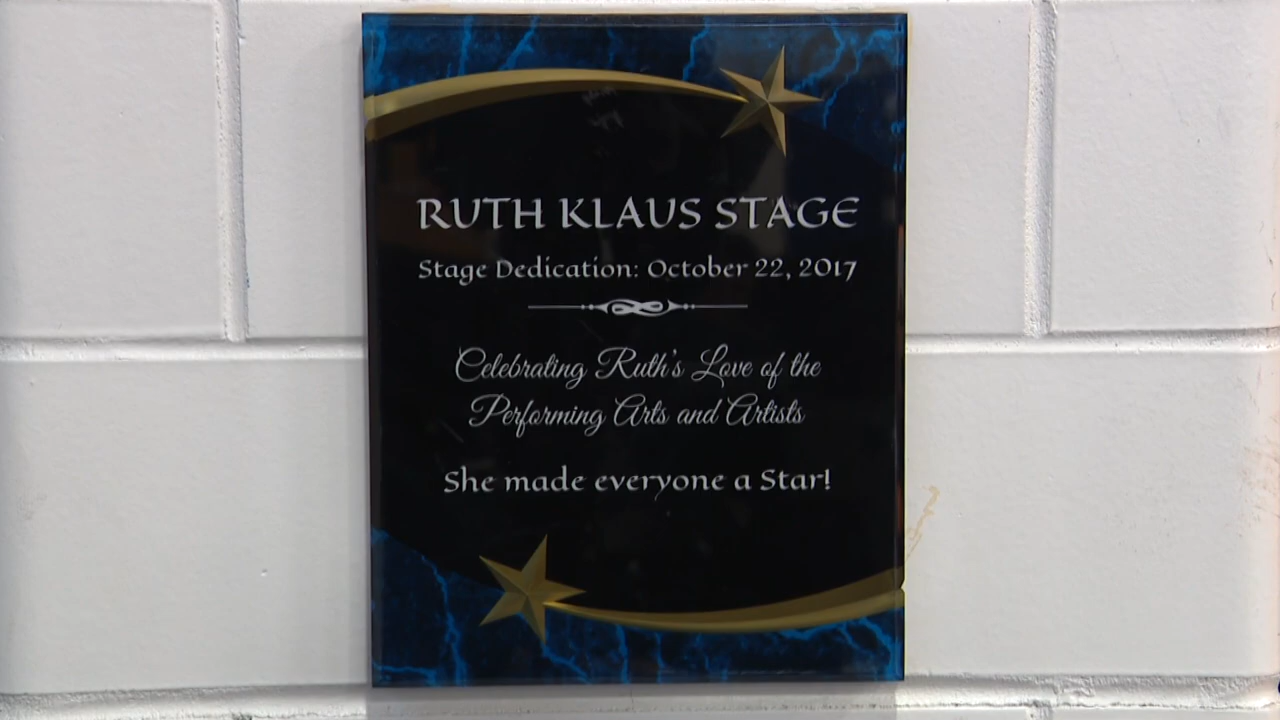 RUTH KLAUS STAGE
Stage Dedication: October 22, 2017
Celebrating Ruth's Love of the
Performing Arts and Artists
She made everyone a Star!